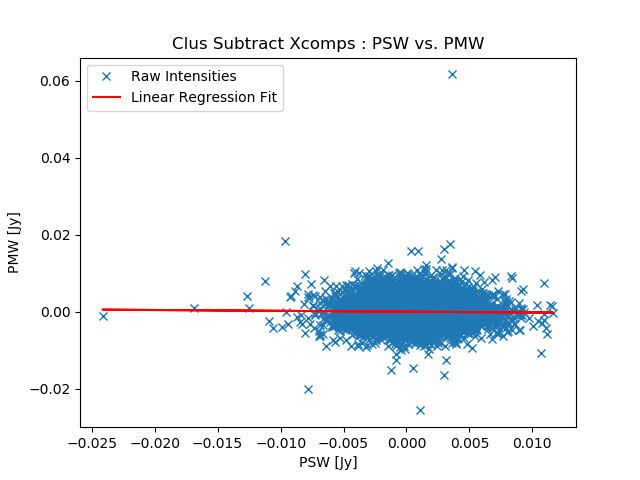 Clus Subtract Xcomps : PSW vs. PMW
Raw Intensities
Linear Regression Fit
PMW [Jy]
0.06
0.04
0.02
0.00
−0.02
−0.025 −0.020 −0.015 −0.010 −0.005 0.000 0.005 0.010
PSW [Jy]